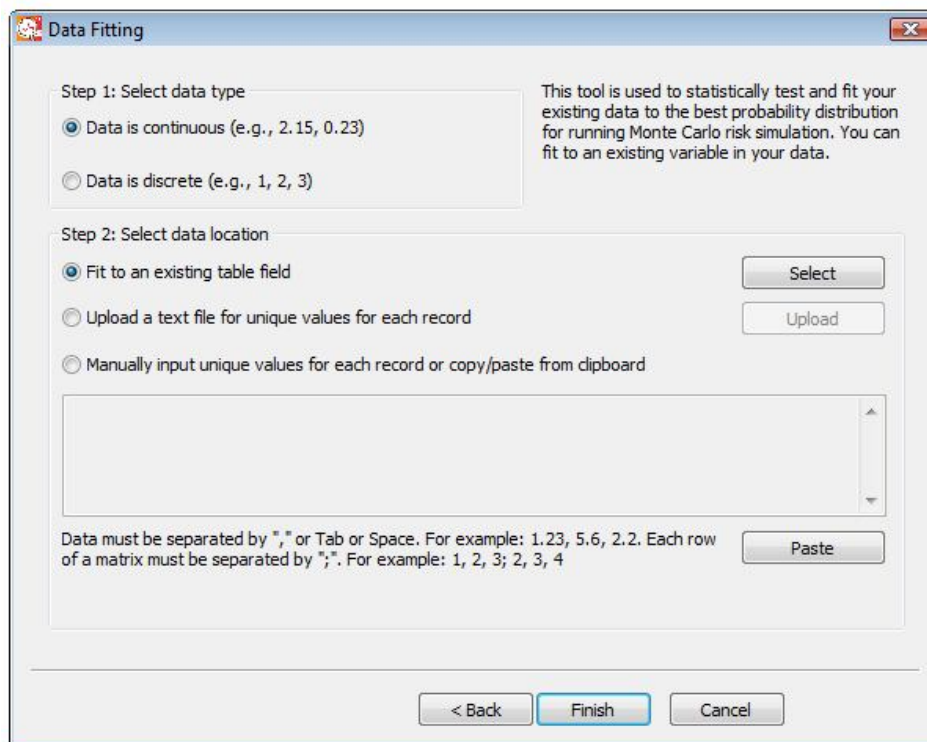 Data Fitting
Step 1: Select data type
Data is continuous (e.g., 2.15, 0.23)
Data is discrete (e.g., 1, 2, 3)
This tool is used to statistically test and fit your
existing data to the best probability distribution
for running Monte Carlo risk simulation. You can
fit to an existing variable in your data.
Step 2: Select data location
Fit to an existing table field
Select
Upload a text file for unique values for each record
Upload
Manually input unique values for each record or copy/paste from clipboard
Data must be separated by "," or Tab or Space. For example: 1.23, 5.6, 2.2. Each row
of a matrix must be separated by ";". For example: 1, 2, 3; 2, 3, 4
Paste
< Back
Finish
Cancel